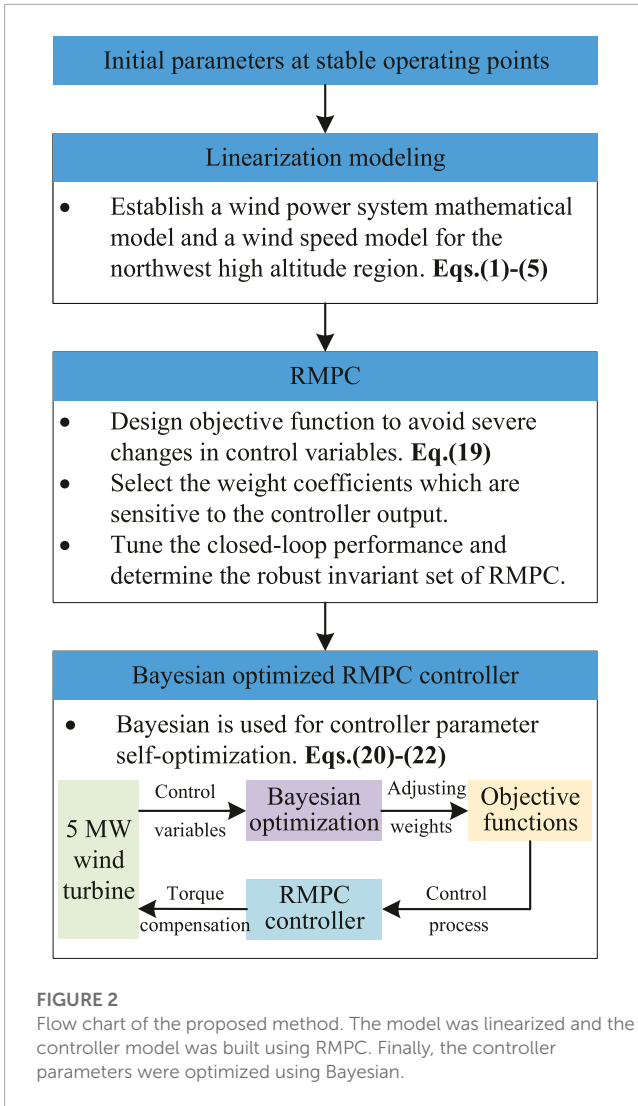 Initial parameters at stable operating points
Linearization modeling
• Establish a wind power system mathematical
model and a wind speed model for the
northwest high altitude region. Eqs.(1)-(5)
RMPC
• Design objective function to avoid severe
changes in control variables. Eq.(19)
• Select the weight coefficients which are
sensitive to the controller output.
• Tune the closed-loop performance and
determine the robust invariant set of RMPC.
Bayesian optimized RMPC controller
• Bayesian is used for controller parameter
self-optimization. Eqs.(20)-(22)
5 MW
wind
turbine
Control
variables
Bayesian
optimization
Adjusting
weights
Objective
functions
Control
process
RMPC
controller
Torque
compensation
FIGURE 2
Flow chart of the proposed method. The model was linearized and the
controller model was built using RMPC. Finally, the controller
parameters were optimized using Bayesian.